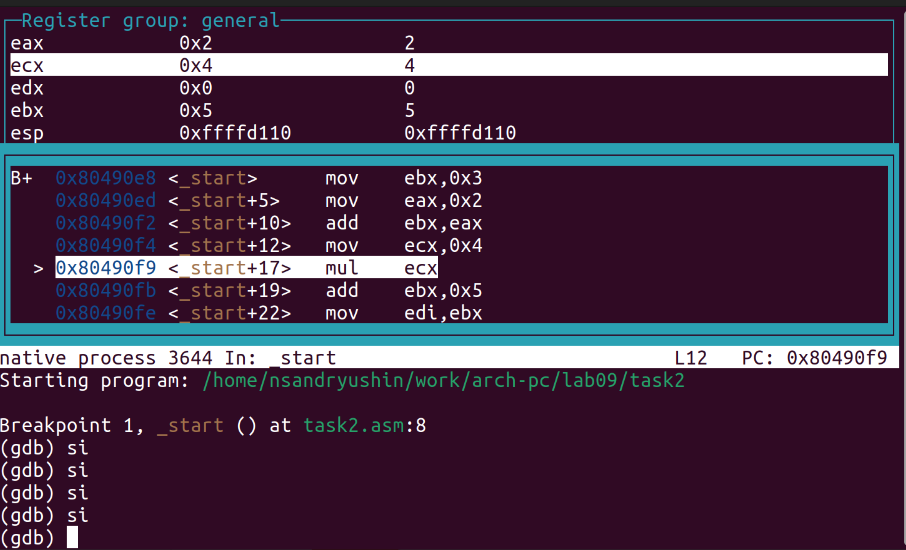 Register group: general
eax 0x2 2
ecx 0x4 4
edx 0x0 0
ebx 0x5 5
esp 0xffffd110 0xffffd110
B+ 0x80490e8 <_start> mov ebx,0x3
0x80490ed <_start+5> mov eax,0x2
0x80490f2 <_start+10> add ebx,eax
0x80490f4 <_start+12> mov ecx,0x4
> 0x80490f9 <_start+17> mul ecx
0x80490fb <_start+19> add ebx,0x5
0x80490fe <_start+22> mov edi,ebx
native process 3644 In: _start L12 PC: 0x80490f9
Starting program: /home/nsandryushin/work/arch-pc/lab09/task2
Breakpoint 1, _start () at task2.asm:8
(gdb) si
(gdb) si
(gdb) si
(gdb) si
(gdb)